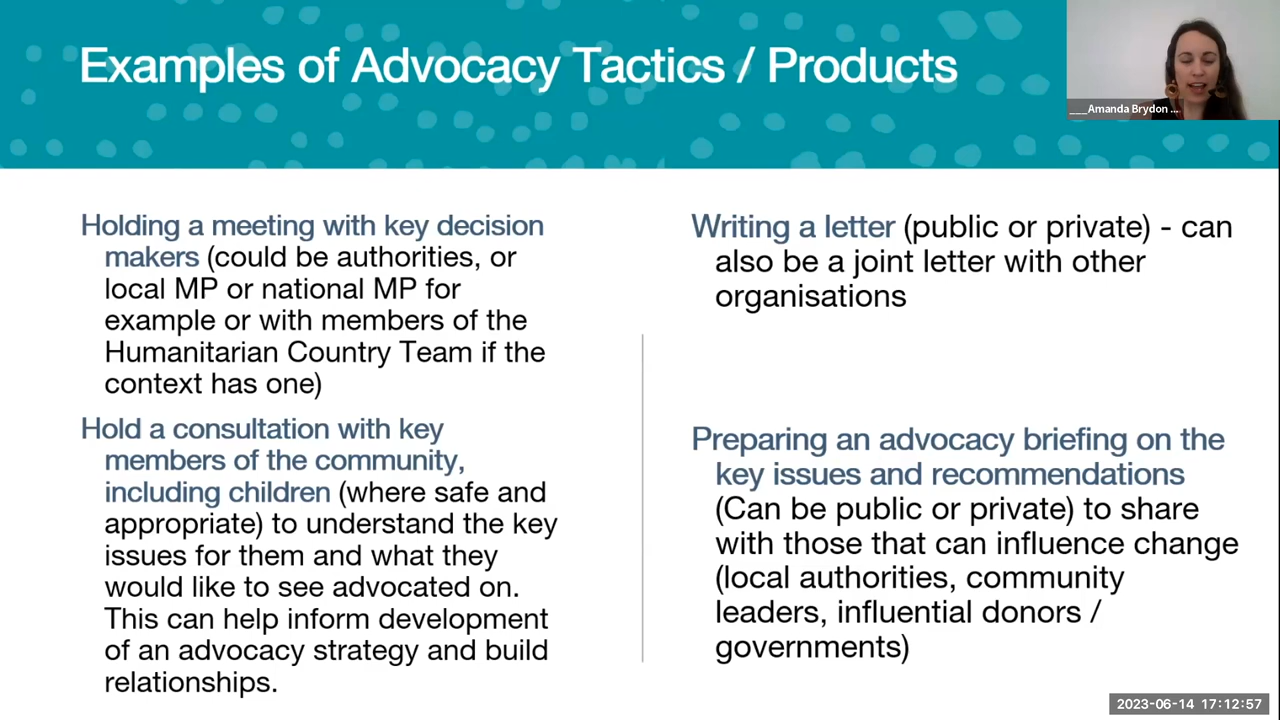 Examples of Advocacy Tactics / Products
___Amanda Brydon ...
Holding a meeting with key decision
makers (could be authorities, or
local MP or national MP for
example or with members of the
Humanitarian Country Team if the
context has one)
Hold a consultation with key
members of the community,
including children (where safe and
appropriate) to understand the key
issues for them and what they
would like to see advocated on.
This can help inform development
of an advocacy strategy and build
relationships.
Writing a letter (public or private) - can
also be a joint letter with other
organisations
Preparing an advocacy briefing on the
key issues and recommendations
(Can be public or private) to share
with those that can influence change
(local authorities, community
leaders, influential donors /
governments)
2023-06-14 17:12:57